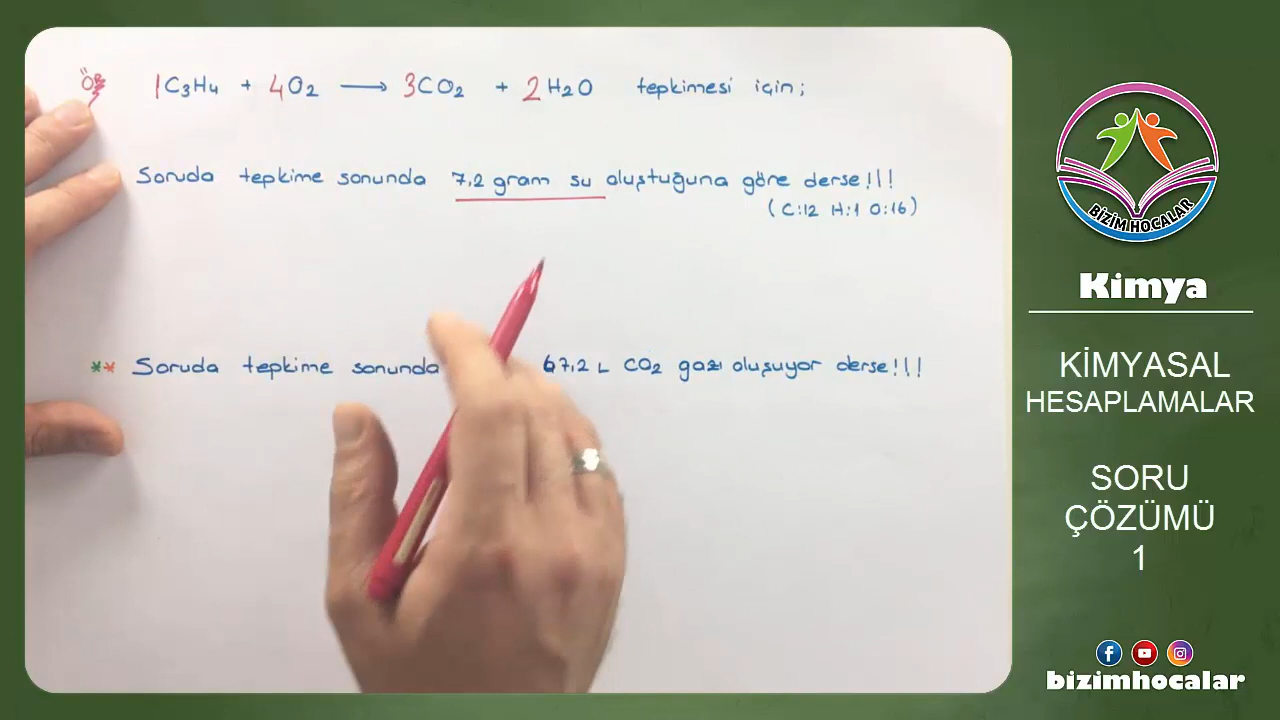 ÖR 1C3H4 + 4O2 → 3CO2 + 2H2O tepkimesi için;
Soruda tepkime sonunda 7,2 gram su oluştuğuna göre derse!!!
(C:12 H:1 O:16)
** Soruda tepkime sonunda 67,2 L CO2 gazı oluşuyor derse!!!
BİZİM HOCALAR
Kimya
KİMYASAL
HESAPLAMALAR
SORU
ÇÖZÜMÜ
1
bizimhocalar